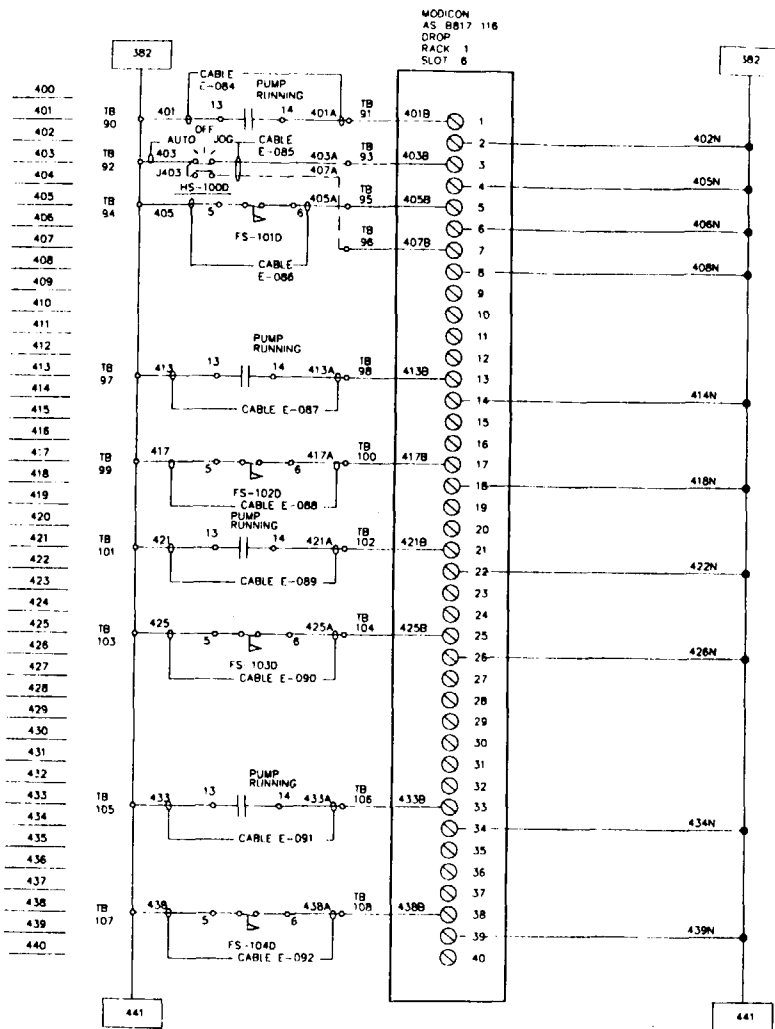 MODICON
AS B817 116
DROP
RACK 1
SLOT 6
382
382
CABLE
E-084
PUMP
RUNNING
400
401
TB
90
401
13
14
401A
TB
91
401B
1
402
OFF
2
402N
AUTO
JOG
CABLE
E-085
403
TB
92
403
403A
TB
93
403B
3
404
J403
407A
4
405N
HS-100D
405
TB
94
405
5
6
405A
TB
95
405B
5
406
FS-101D
6
406N
407
TB
96
407B
7
408
CABLE
E-086
8
408N
409
9
410
10
411
11
412
PUMP
RUNNING
12
413
TB
97
413
13
14
413A
TB
98
413B
13
414
CABLE E-087
14
414N
415
15
416
16
417
TB
99
417
5
6
417A
TB
100
417B
17
418
FS-102D
18
418N
419
CABLE E-088
19
420
PUMP
RUNNING
20
421
TB
101
421
13
14
421A
TB
102
421B
21
422
CABLE E-089
22
422N
423
23
424
24
425
TB
103
425
5
6
425A
TB
104
425B
25
426
FS-103D
26
426N
427
CABLE E-090
27
428
28
429
29
430
30
431
31
432
PUMP
RUNNING
32
433
TB
105
433
13
14
433A
TB
106
433B
33
434
CABLE E-091
34
434N
435
35
436
36
437
37
438
TB
107
438
5
6
438A
TB
108
438B
38
439
FS-104D
39
439N
440
CABLE E-092
40
441
441